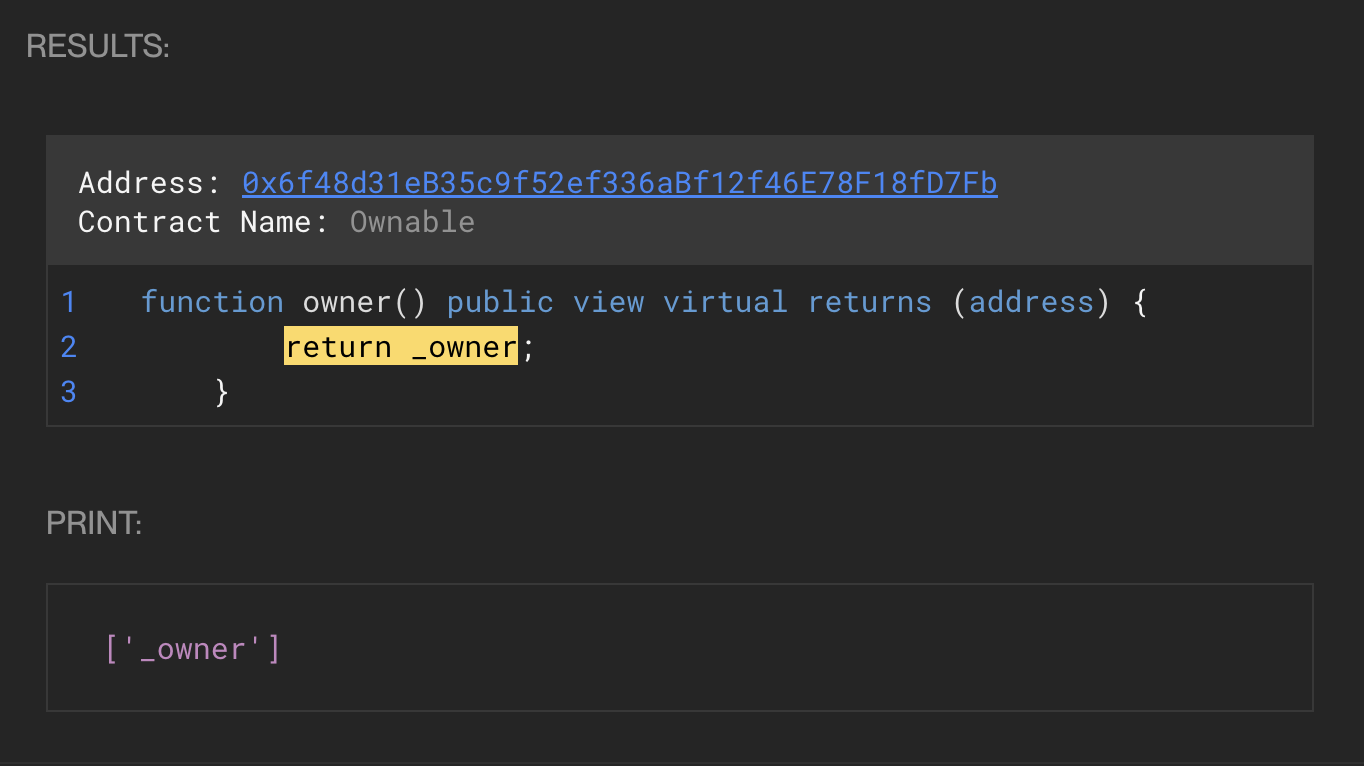 RESULTS:
Address: 0x6f48d31eB35c9f52ef336aBf12f46E78F18fD7Fb
Contract Name: Ownable
1 function owner() public view virtual returns (address) {
2 return _owner;
3 }
PRINT:
['_owner']